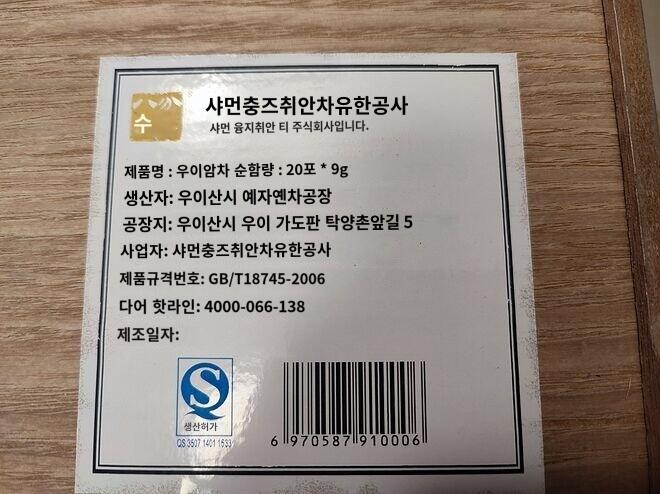 수
샤먼충즈취안차유한공사
샤먼 융지취안 티 주식회사입니다.
제품명 : 우이암차 순함량 : 20포 * 9g
생산자: 우이산시 예자옌차공장
공장지: 우이산시 우이 가도판 탁양촌앞길 5
사업자: 샤먼충즈취안차유한공사
제품규격번호: GB/T18745-2006
다어 핫라인: 4000-066-138
제조일자:
생산허가
QS 3507 1401 1533
6 970587 910006